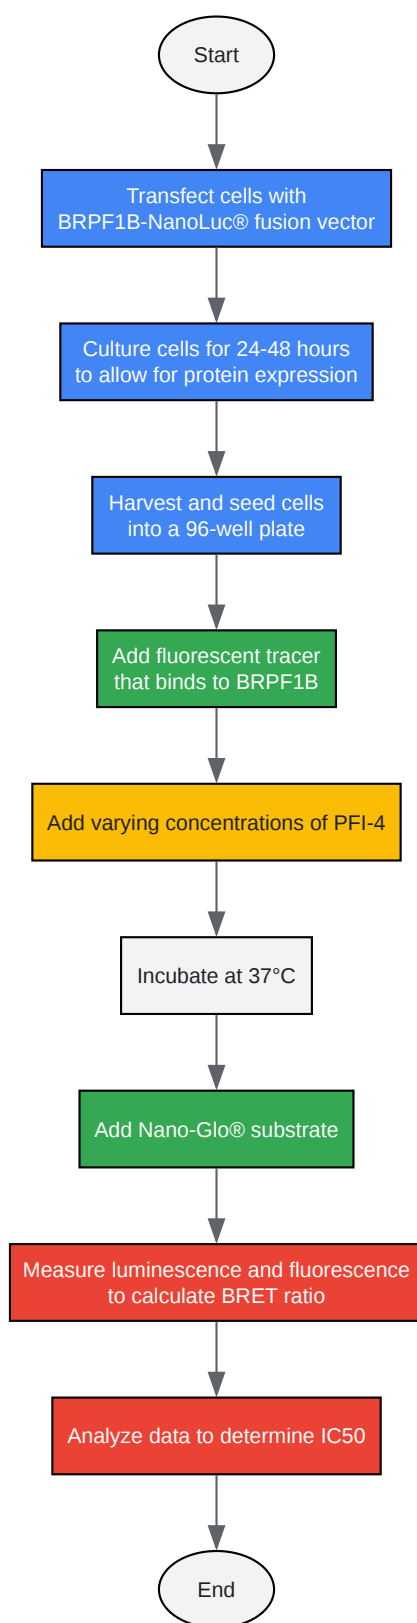 Start
Transfect cells with
BRPF1B-NanoLuc® fusion vector
Culture cells for 24-48 hours
to allow for protein expression
Harvest and seed cells
into a 96-well plate
Add fluorescent tracer
that binds to BRPF1B
Add varying concentrations of PFI-4
Incubate at 37°C
Add Nano-Glo® substrate
Measure luminescence and fluorescence
to calculate BRET ratio
Analyze data to determine IC50
End